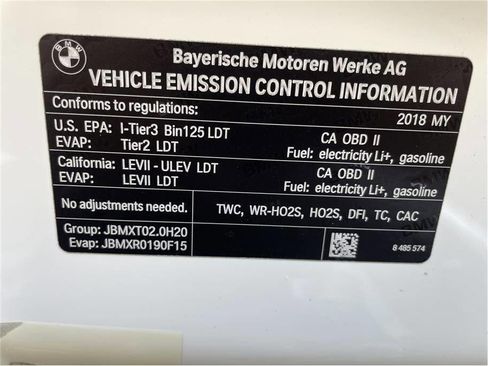 BMW
Bayerische Motoren Werke AG
VEHICLE EMISSION CONTROL INFORMATION
Conforms to regulations: 2018 MY
U.S. EPA: I-Tier3 Bin125 LDT CA OBD II
EVAP: Tier2 LDT Fuel: electricity Li+, gasoline
California: LEVII - ULEV LDT CA OBD II
EVAP: LEVII LDT Fuel: electricity Li+, gasoline
No adjustments needed. TWC, WR-HO2S, HO2S, DFI, TC, CAC
Group: JBMXT02.0H20
Evap: JBMXR0190F15 8 485 574